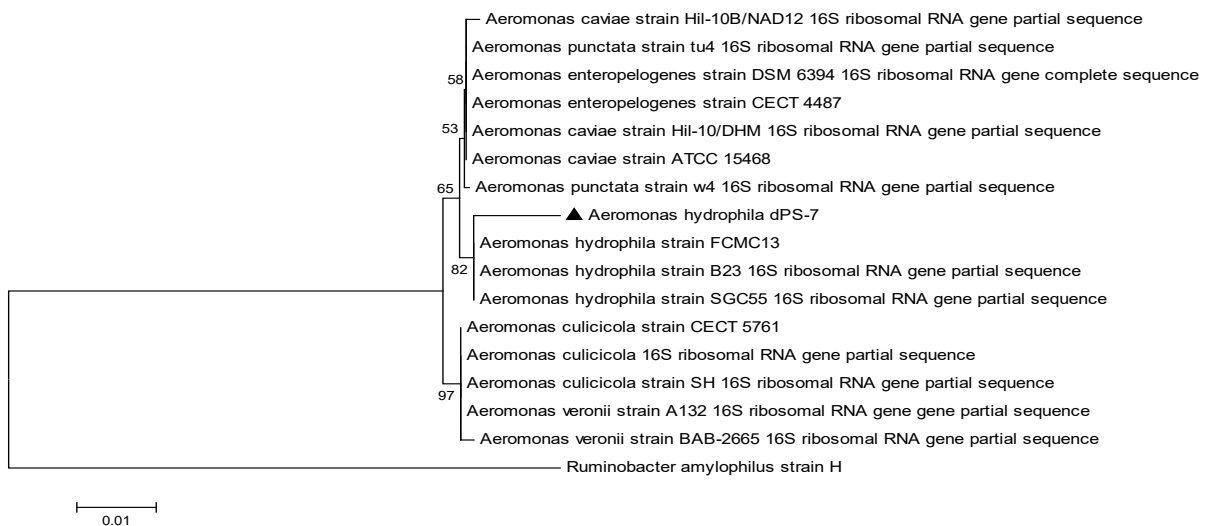 Aeromonas caviae strain Hil-10B/NAD12 16S ribosomal RNA gene partial sequence
Aeromonas punctata strain tu4 16S ribosomal RNA gene partial sequence
Aeromonas enteropelogenes strain DSM 6394 16S ribosomal RNA gene complete sequence
58
Aeromonas enteropelogenes strain CECT 4487
53
Aeromonas caviae strain Hil-10/DHM 16S ribosomal RNA gene partial sequence
Aeromonas caviae strain ATCC 15468
65
Aeromonas punctata strain w4 16S ribosomal RNA gene partial sequence
Aeromonas hydrophila dPS-7
Aeromonas hydrophila strain FCMC13
82
Aeromonas hydrophila strain B23 16S ribosomal RNA gene partial sequence
Aeromonas hydrophila strain SGC55 16S ribosomal RNA gene partial sequence
Aeromonas culicicola strain CECT 5761
Aeromonas culicicola 16S ribosomal RNA gene partial sequence
Aeromonas culicicola strain SH 16S ribosomal RNA gene partial sequence
97
Aeromonas veronii strain A132 16S ribosomal RNA gene gene partial sequence
Aeromonas veronii strain BAB-2665 16S ribosomal RNA gene partial sequence
Ruminobacter amylophilus strain H
0.01